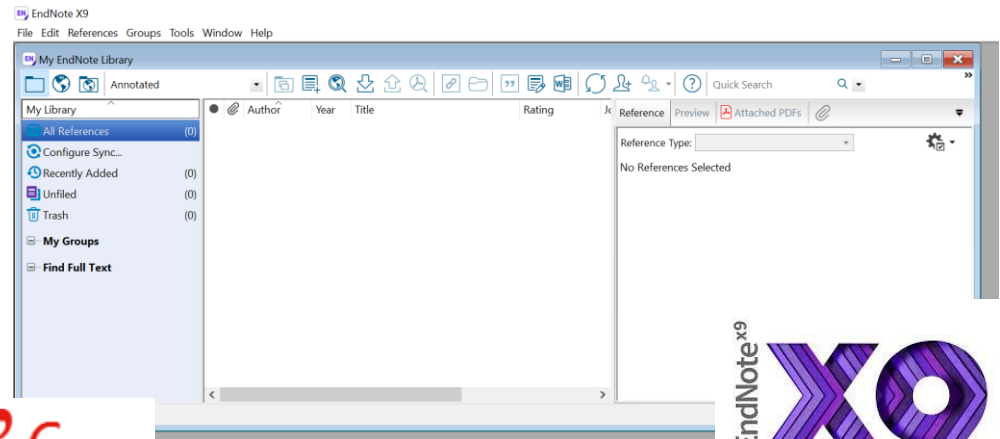 EndNote X9
File Edit References Groups Tools Window Help
My EndNote Library
Annotated
Quick Search
My Library
Author Year Title Rating
Reference Preview Attached PDFs
All References (0)
Configure Sync...
Recently Added (0)
Unfiled (0)
Trash (0)
My Groups
Find Full Text
Reference Type:
No References Selected
EndNote X9
X9